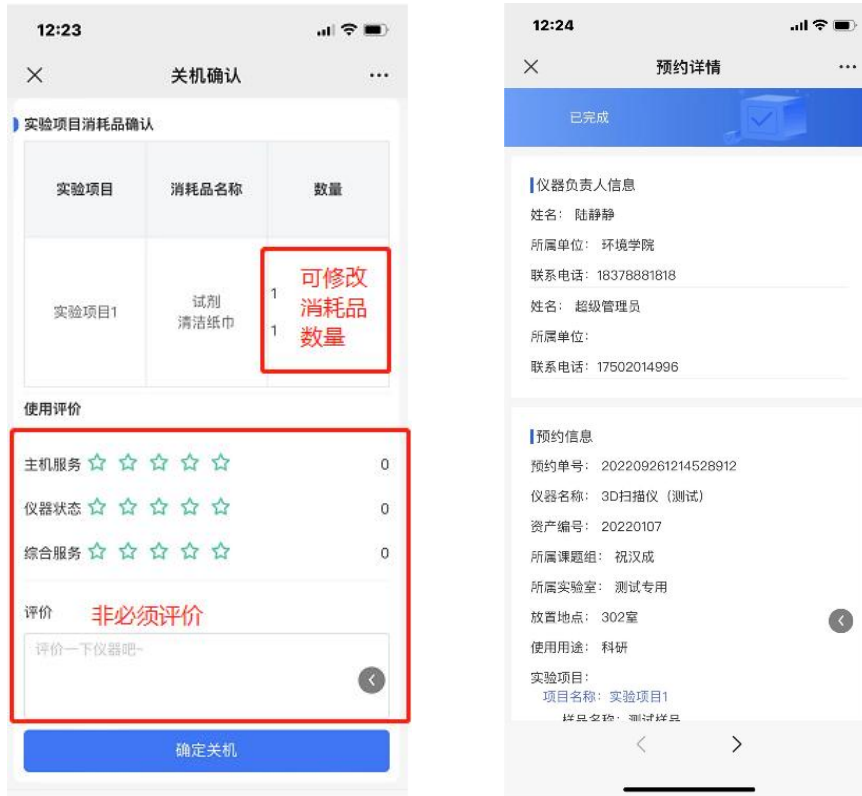 12:23
关机确认
实验项目消耗品确认
实验项目 消耗品名称 数量
实验项目1
试剂 1
清洁纸巾 1
可修改
消耗品
数量
使用评价
主机服务 0
仪器状态 0
综合服务 0
评价 非必须评价
评价一下仪器吧~
确定关机
12:24
预约详情
已完成
仪器负责人信息
姓名: 陆静静
所属单位: 环境学院
联系电话: 18378881818
姓名: 超级管理员
所属单位:
联系电话: 17502014996
预约信息
预约单号: 202209261214528912
仪器名称: 3D扫描仪(测试)
资产编号: 20220107
所属课题组: 祝汉成
所属实验室: 测试专用
放置地点: 302室
使用用途: 科研
实验项目:
项目名称: 实验项目1
样品名称: 测试样品